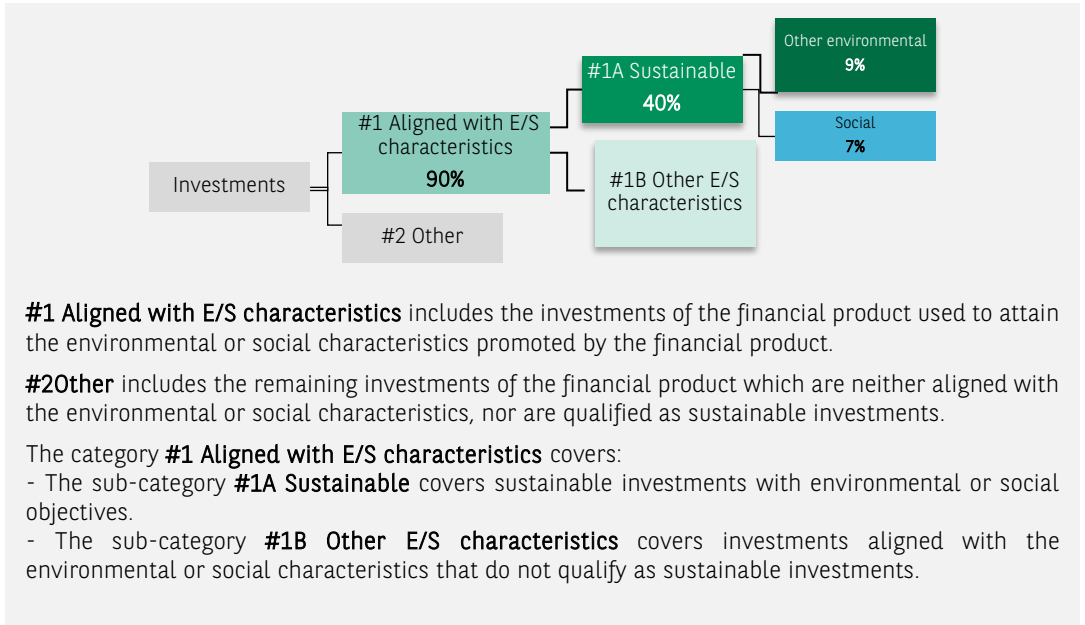 Other environmental
9%
#1A Sustainable
40%
Social
7%
#1 Aligned with E/S
characteristics
90%
#1B Other E/S
characteristics
Investments
#2 Other
#1 Aligned with E/S characteristics includes the investments of the financial product used to attain
the environmental or social characteristics promoted by the financial product.
#2Other includes the remaining investments of the financial product which are neither aligned with
the environmental or social characteristics, nor are qualified as sustainable investments.
The category #1 Aligned with E/S characteristics covers:
- The sub-category #1A Sustainable covers sustainable investments with environmental or social
objectives.
- The sub-category #1B Other E/S characteristics covers investments aligned with the
environmental or social characteristics that do not qualify as sustainable investments.